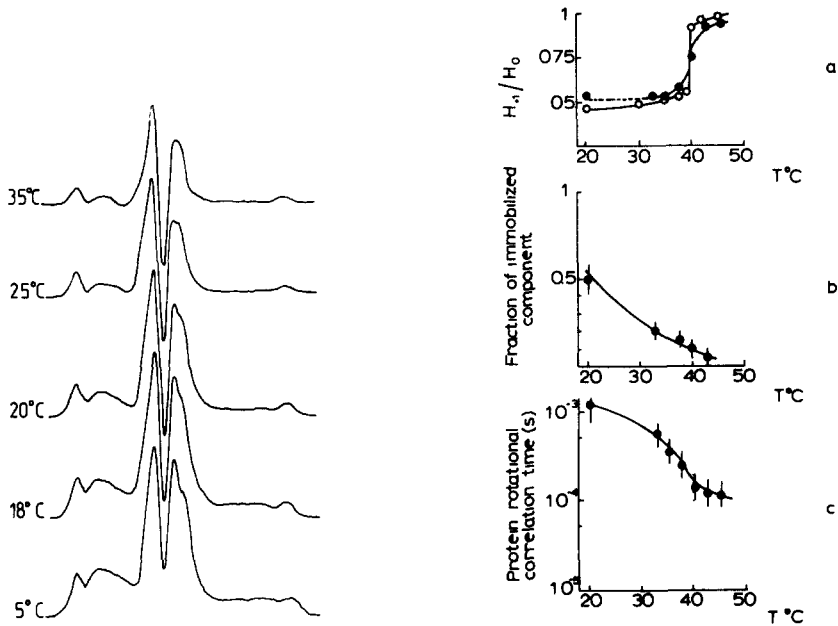 35°C
25°C
20°C
18°C
5°C
H₊₁/H₀
1
0.75
0.5
20 30 40 50
T°C
a
Fraction of immobilized
component
1
0.5
20 30 40 50
T°C
b
Protein rotational
correlation time (s)
10⁻³
10⁻⁴
10⁻⁵
20 30 40 50
T°C
c